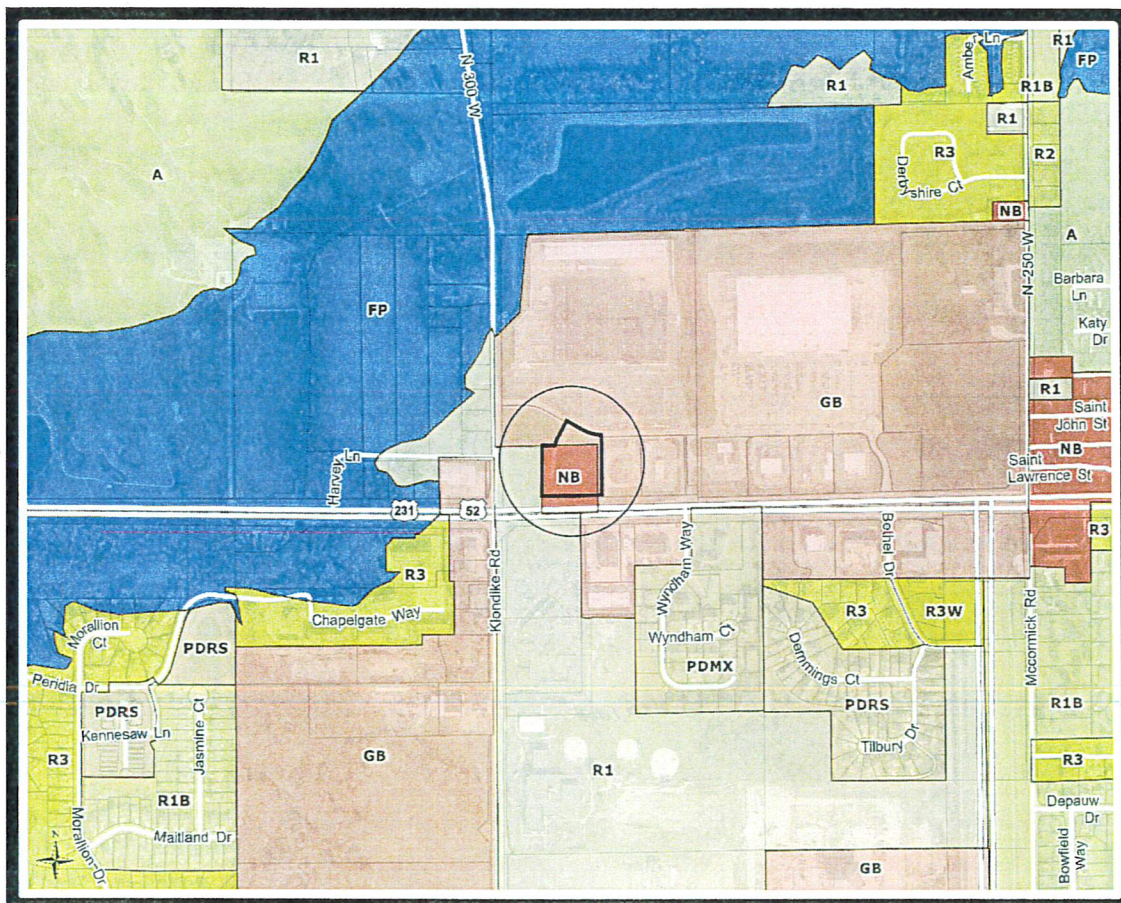 R1
N-300-W
Amber Ln
R1
FP
R1
R1B
R1
A
R3
R2
Derbyshire Ct
NB
N-250-W
A
Barbara
Ln
Katy
Dr
FP
GB
R1
Saint
John St
NB
Harvey Ln
NB
Saint
Lawrence St
231
52
Klondike-Rd
Wyndham Way
Bethel Dr
R3
R3
Chapelgate Way
Morallion
Ct
PDRS
R3
R3W
Wyndham Ct
Mccormick Rd
Peridia Dr
PDMX
Demmings Ct
PDRS
PDRS
Kennesaw Ln
Jasmine Ct
R1B
R3
GB
Tilbury Dr
R1
R3
R1B
Depauw
Dr
N
Maitland Dr
Morallion-Dr
Bowfield
Way
GB